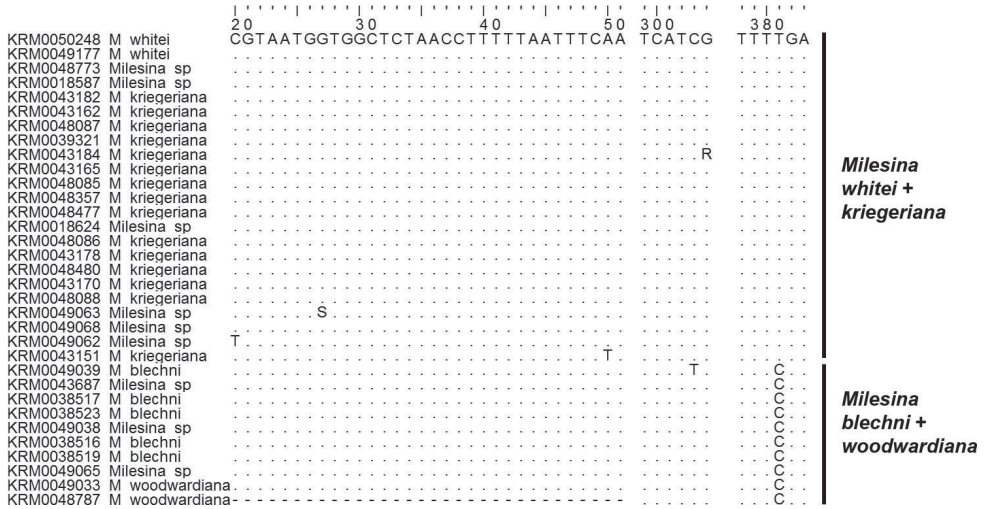 20 30 40 50 300 380
KRM0050248 M whitei CGTAATGGTGGCTCTAACCTTTTTAATTTCAA TCATCG TTTTGA
KRM0049177 M whitei ................................ ...... ......
KRM0048773 Milesina sp ................................ ...... ......
KRM0018587 Milesina sp ................................ ...... ......
KRM0043182 M kriegeriana ................................ ...... ......
KRM0043162 M kriegeriana ................................ ...... ......
KRM0048087 M kriegeriana ................................ ...... ......
KRM0039321 M kriegeriana ................................ ...... ......
KRM0043184 M kriegeriana ................................ .....R ......
KRM0043165 M kriegeriana ................................ ...... ......
KRM0048085 M kriegeriana ................................ ...... ......
KRM0048357 M kriegeriana ................................ ...... ......
KRM0048477 M kriegeriana ................................ ...... ......
KRM0018624 Milesina sp ................................ ...... ......
KRM0048086 M kriegeriana ................................ ...... ......
KRM0043178 M kriegeriana ................................ ...... ......
KRM0048480 M kriegeriana ................................ ...... ......
KRM0043170 M kriegeriana ................................ ...... ......
KRM0048088 M kriegeriana ................................ ...... ......
KRM0049063 Milesina sp .......S........................ ...... ......
KRM0049068 Milesina sp ................................ ...... ......
KRM0049062 Milesina sp T............................... ...... ......
KRM0043151 M kriegeriana ..............................T. ...... ......
Milesina
whitei +
kriegeriana
KRM0049039 M blechni ................................ ....T. ...C..
KRM0043687 Milesina sp ................................ ...... ...C..
KRM0038517 M blechni ................................ ...... ...C..
KRM0038523 M blechni ................................ ...... ...C..
KRM0049038 Milesina sp ................................ ...... ...C..
KRM0038516 M blechni ................................ ...... ...C..
KRM0038519 M blechni ................................ ...... ...C..
KRM0049065 Milesina sp ................................ ...... ...C..
KRM0049033 M woodwardiana ................................ ...... ...C..
KRM0048787 M woodwardiana -------------------------------- ...... ...C..
Milesina
blechni +
woodwardiana